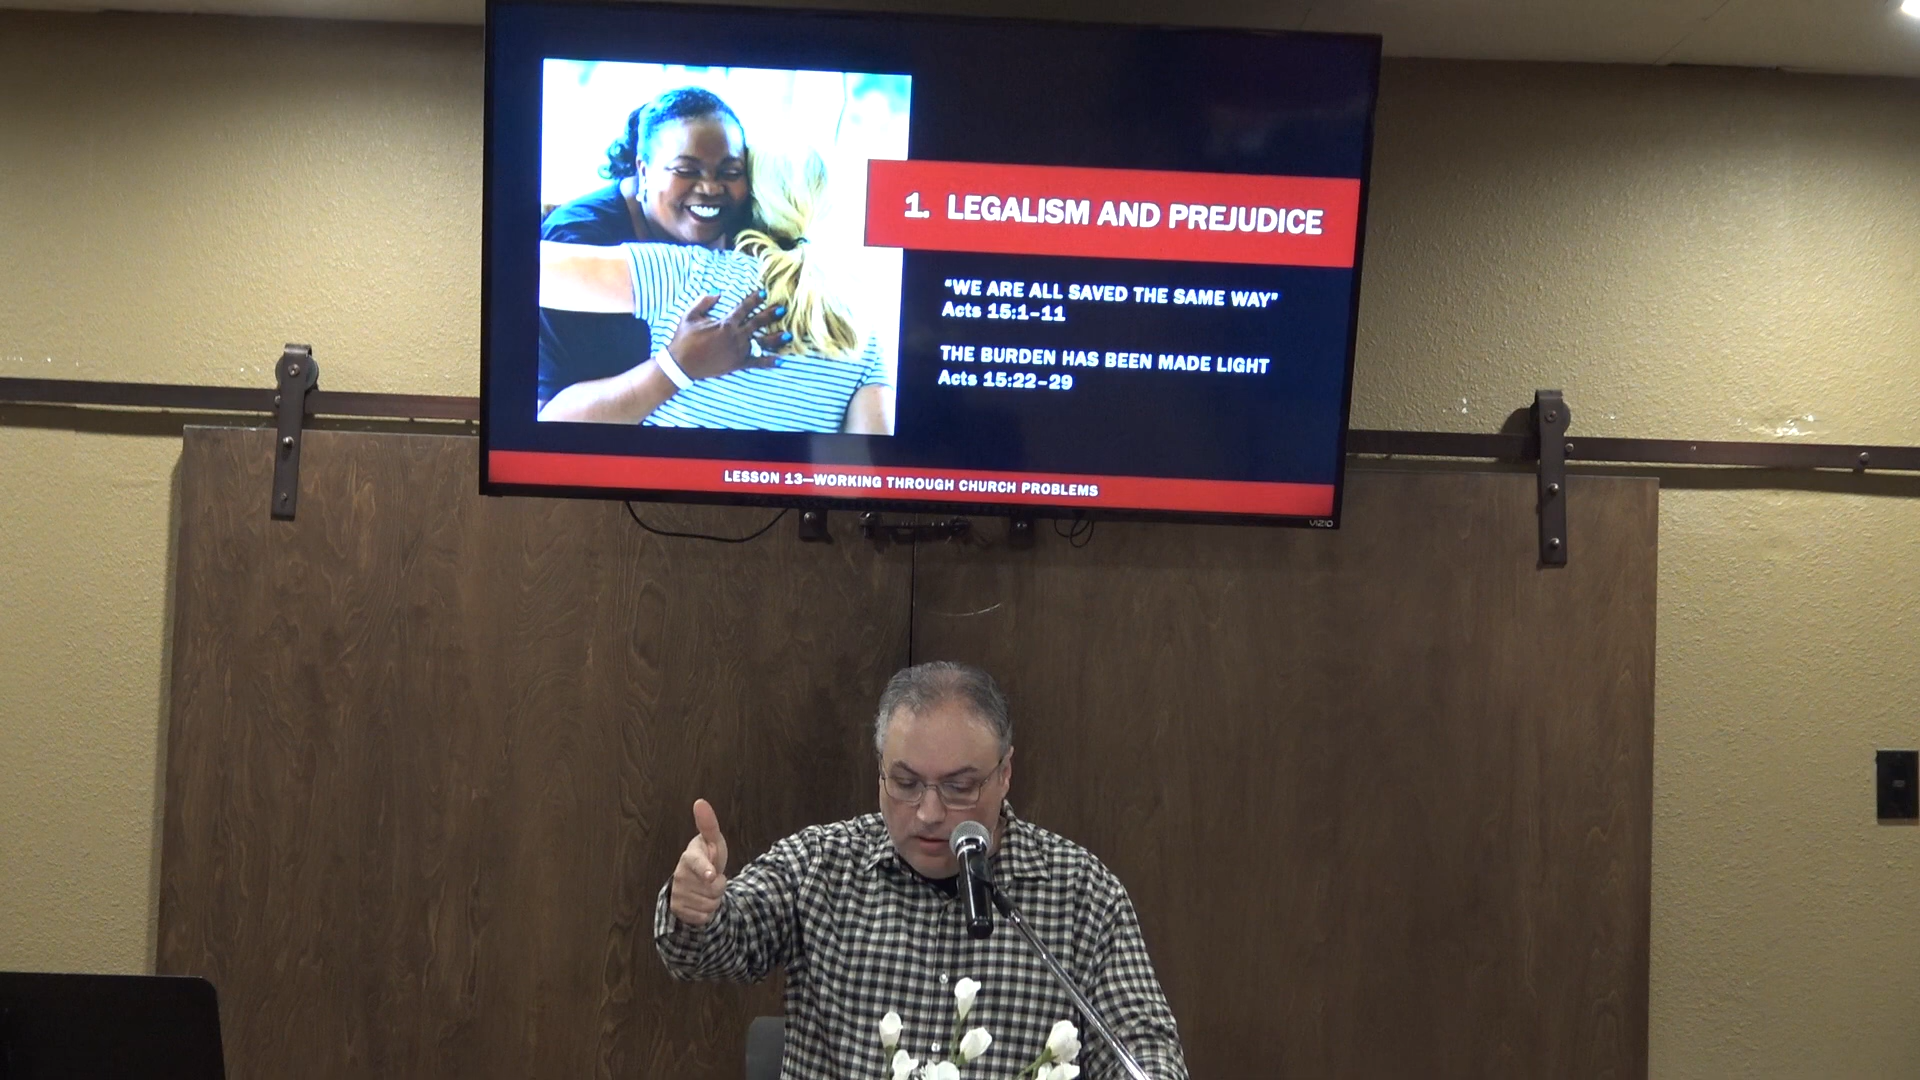 1. LEGALISM AND PREJUDICE
“WE ARE ALL SAVED THE SAME WAY”
Acts 15:1–11
THE BURDEN HAS BEEN MADE LIGHT
Acts 15:22–29
LESSON 13—WORKING THROUGH CHURCH PROBLEMS
VIZIO